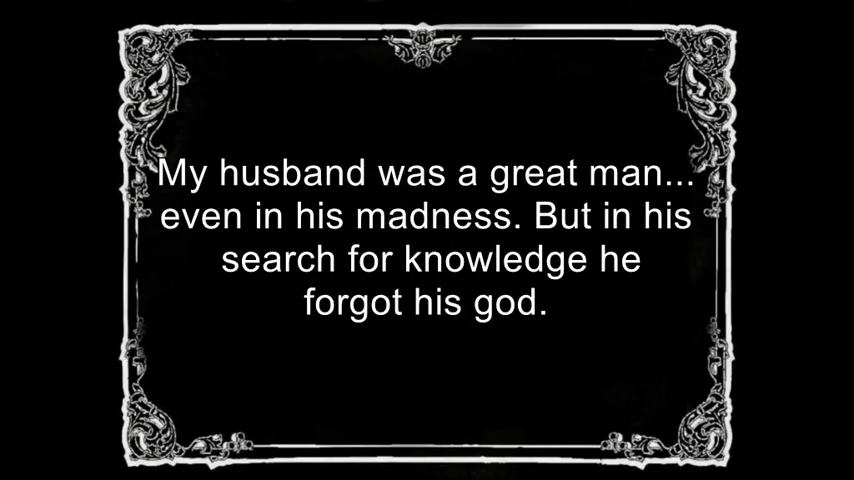 My husband was a great man...
even in his madness. But in his
search for knowledge he
forgot his god.